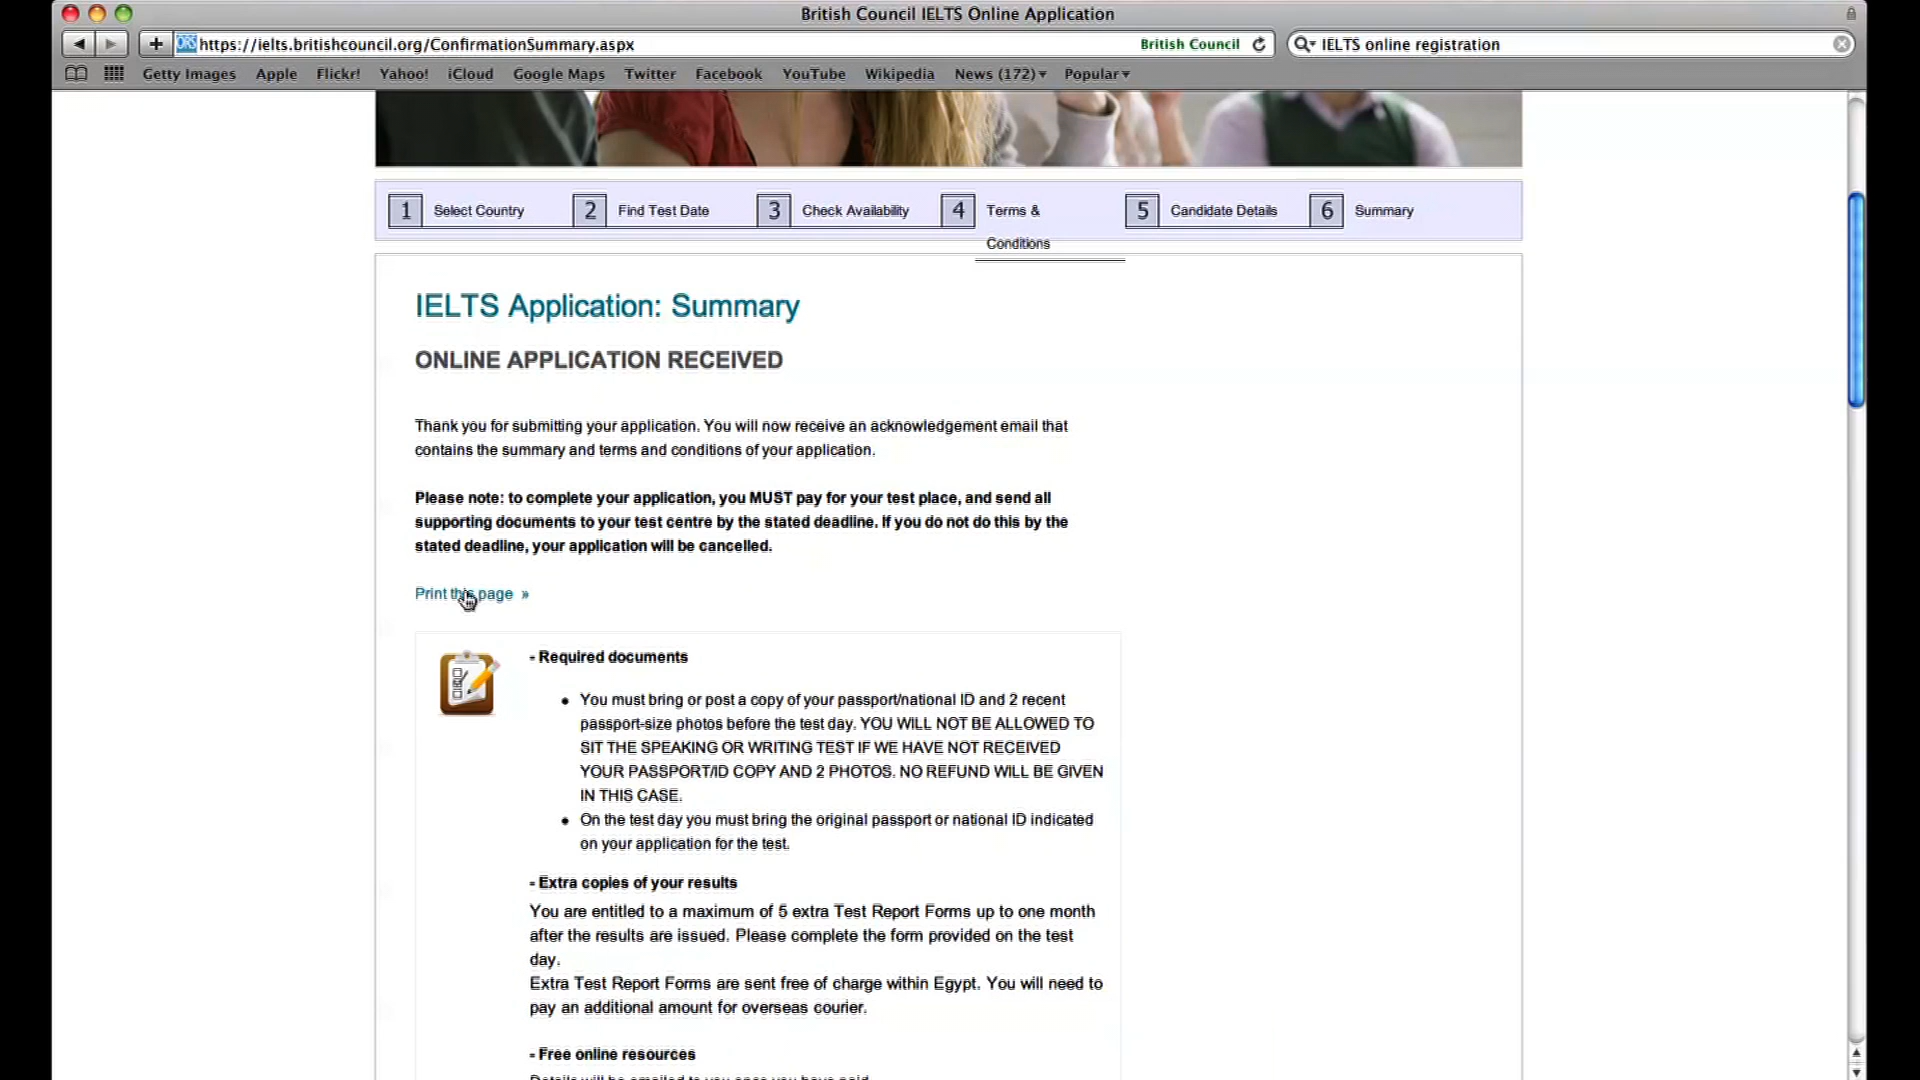 British Council IELTS Online Application
https://ielts.britishcouncil.org/ConfirmationSummary.aspx British Council IELTS online registration
Getty Images Apple Flickr! Yahoo! iCloud Google Maps Twitter Facebook YouTube Wikipedia News (172) Popular
1 Select Country 2 Find Test Date 3 Check Availability 4 Terms & 5 Candidate Details 6 Summary
Conditions
IELTS Application: Summary
ONLINE APPLICATION RECEIVED
Thank you for submitting your application. You will now receive an acknowledgement email that
contains the summary and terms and conditions of your application.
Please note: to complete your application, you MUST pay for your test place, and send all
supporting documents to your test centre by the stated deadline. If you do not do this by the
stated deadline, your application will be cancelled.
Print this page »
- Required documents
• You must bring or post a copy of your passport/national ID and 2 recent
passport-size photos before the test day. YOU WILL NOT BE ALLOWED TO
SIT THE SPEAKING OR WRITING TEST IF WE HAVE NOT RECEIVED
YOUR PASSPORT/ID COPY AND 2 PHOTOS. NO REFUND WILL BE GIVEN
IN THIS CASE.
• On the test day you must bring the original passport or national ID indicated
on your application for the test.
- Extra copies of your results
You are entitled to a maximum of 5 extra Test Report Forms up to one month
after the results are issued. Please complete the form provided on the test
day.
Extra Test Report Forms are sent free of charge within Egypt. You will need to
pay an additional amount for overseas courier.
- Free online resources
Details will be emailed to you once you have paid